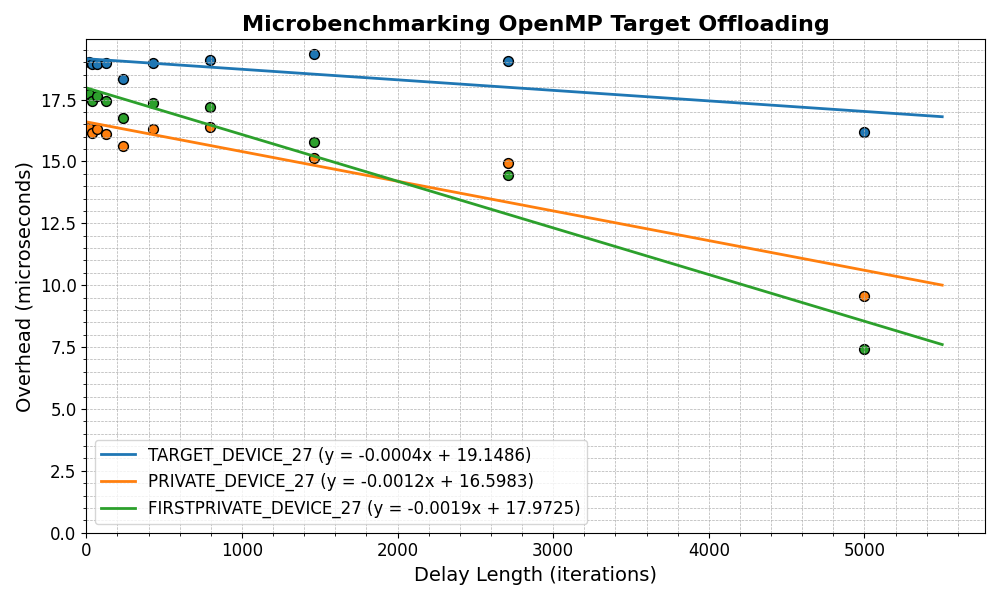 Microbenchmarking OpenMP Target Offloading
Overhead (microseconds)
17.5
15.0
12.5
10.0
7.5
5.0
2.5
0.0
TARGET_DEVICE_27 (y = -0.0004x + 19.1486)
PRIVATE_DEVICE_27 (y = -0.0012x + 16.5983)
FIRSTPRIVATE_DEVICE_27 (y = -0.0019x + 17.9725)
0 1000 2000 3000 4000 5000
Delay Length (iterations)